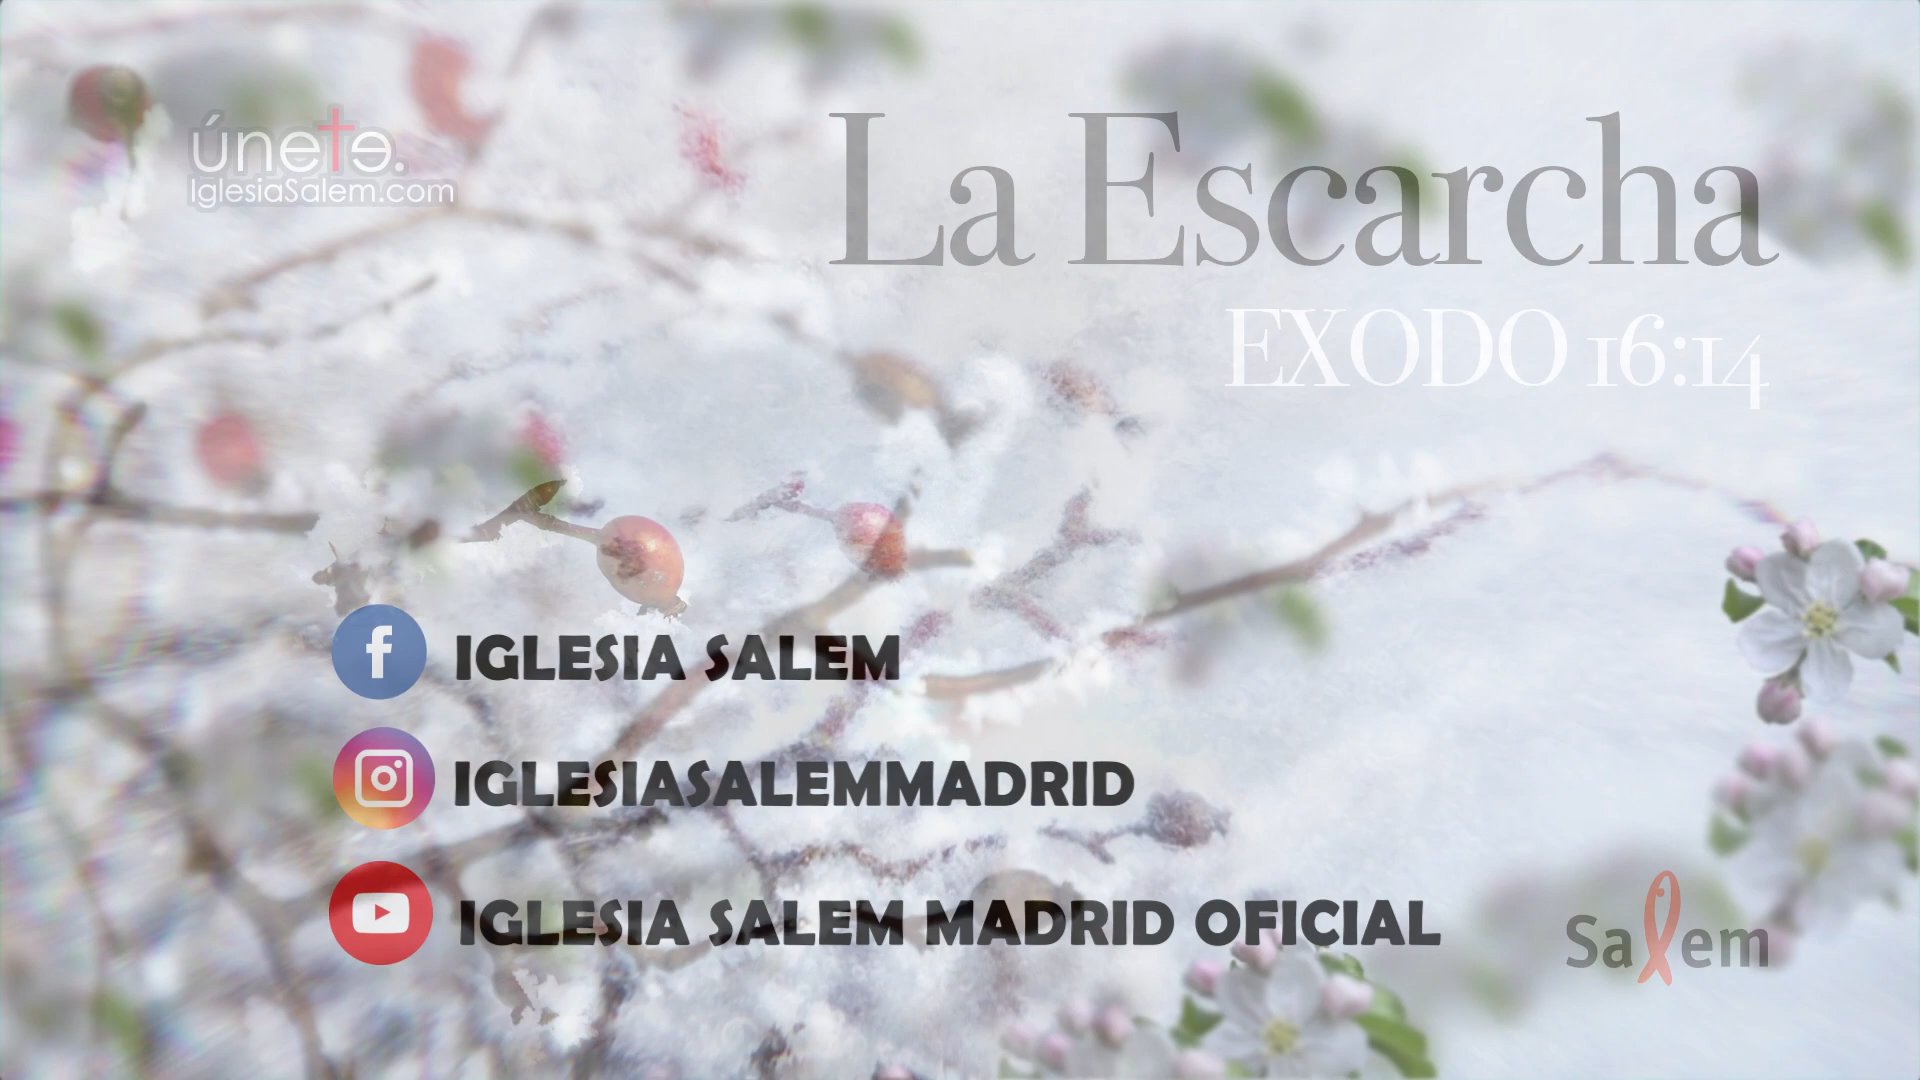 únete.
IglesiaSalem.com
La Escarcha
EXODO 16:14
IGLESIA SALEM
IGLESIASALEMMADRID
IGLESIA SALEM MADRID OFICIAL
Salem